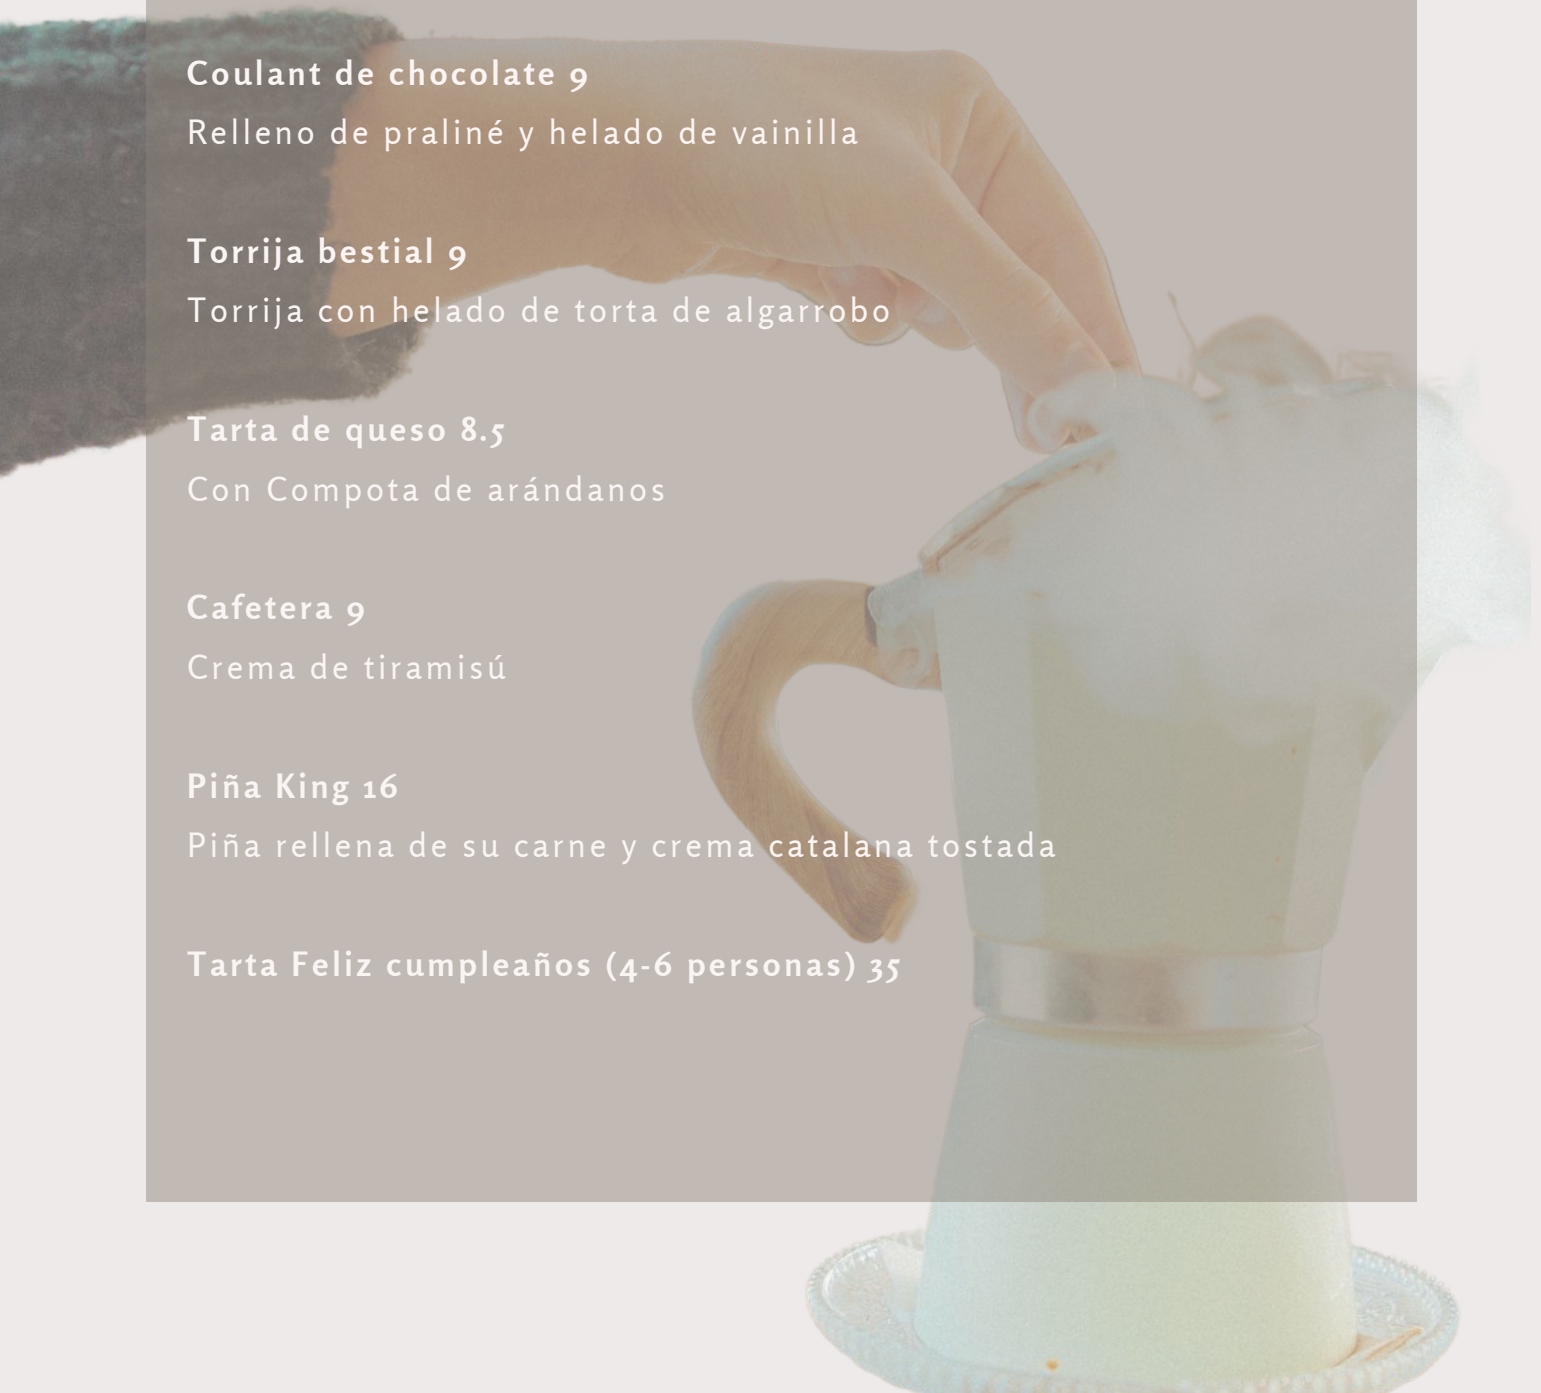 Coulant de chocolate 9
Relleno de praliné y helado de vainilla
Torrija bestial 9
Torrija con helado de torta de algarrobo
Tarta de queso 8.5
Con Compota de arándanos
Cafetera 9
Crema de tiramisú
Piña King 16
Piña rellena de su carne y crema catalana tostada
Tarta Feliz cumpleaños (4-6 personas) 35